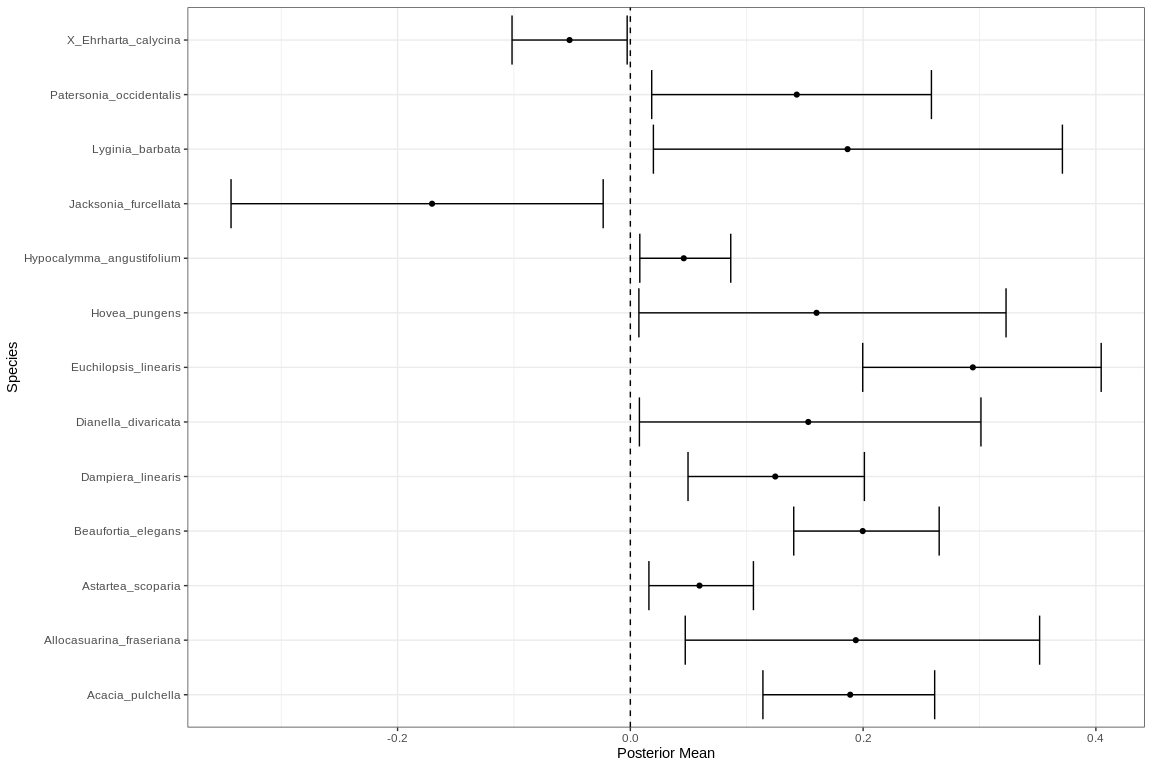 X_Ehrharta_calycina
Patersonia_occidentalis
Lyginia_barbata
Jacksonia_furcellata
Hypocalymma_angustifolium
Hovea_pungens
Euchilopsis_linearis
Dianella_divaricata
Dampiera_linearis
Beaufortia_elegans
Astartea_scoparia
Allocasuarina_fraseriana
Acacia_pulchella
Species
-0.2 0.0 0.2 0.4
Posterior Mean